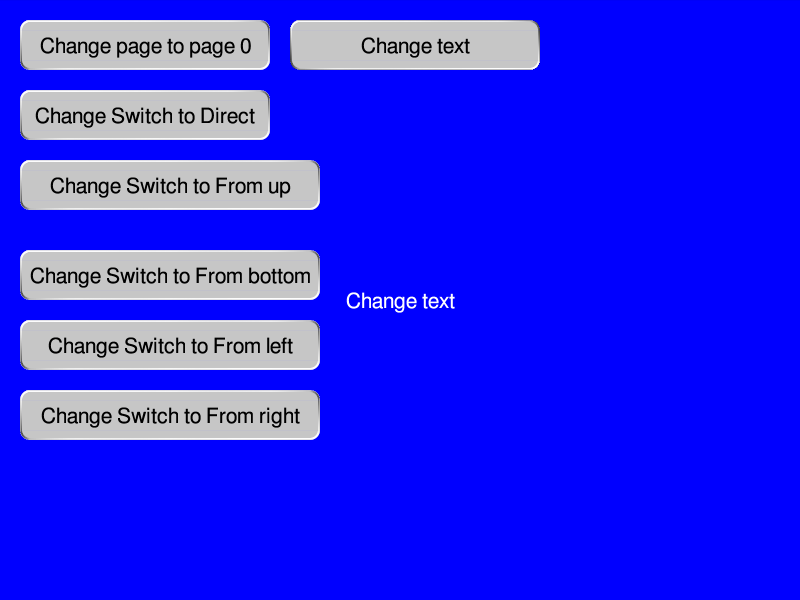 Change page to page 0
Change text
Change Switch to Direct
Change Switch to From up
Change Switch to From bottom
Change text
Change Switch to From left
Change Switch to From right